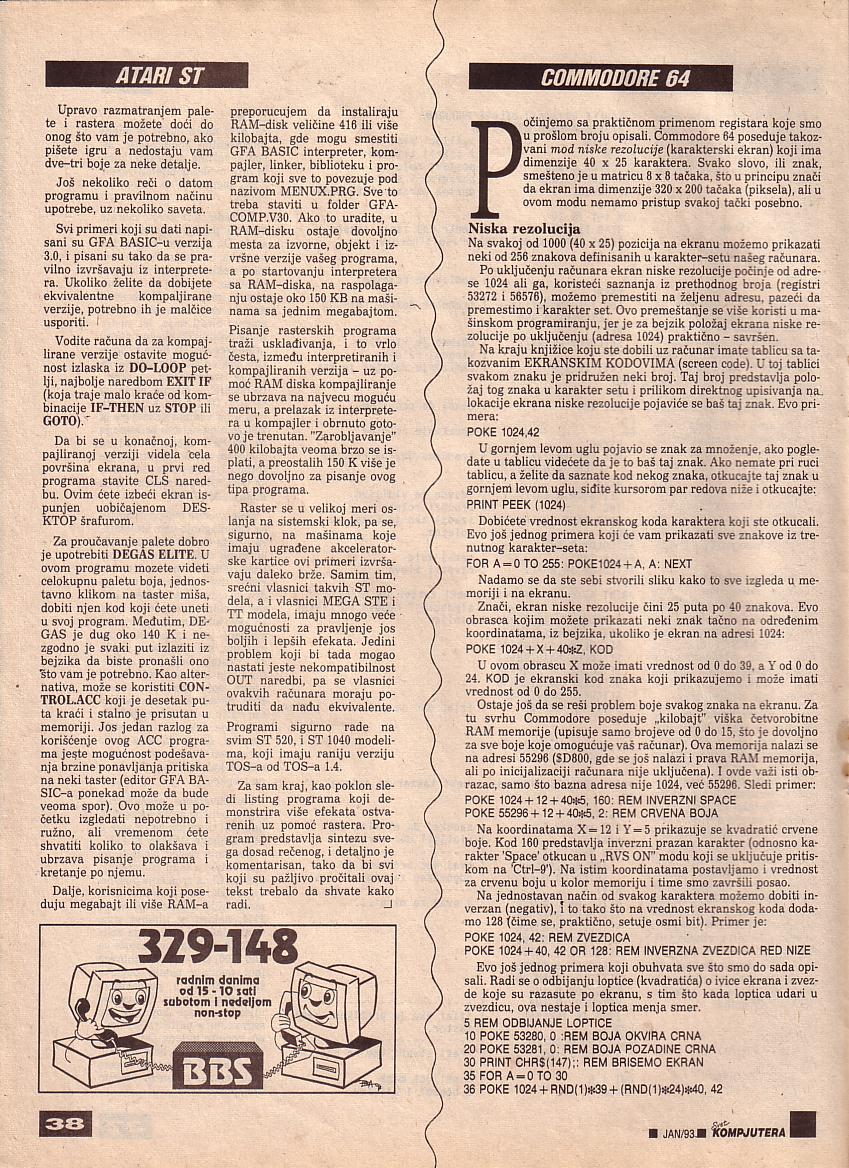 ATARI ST
Upravo razmatranjem pale-
te i rastera možete doći do
onog što vam je potrebno, ako
pišete igru a nedostaju vam
dve-tri boje za neke detalje.
Još nekoliko reči o datom
programu i pravilnom načinu
upotrebe, uz nekoliko saveta.
Svi primeri koji su dati napi-
sani su GFA BASIC-u verzija
3.0, i pisani su tako da se pra-
vilno izvršavaju iz interprete-
ra. Ukoliko želite da dobijete
ekvivalentne kompaljirane
verzije, potrebno ih je malčice
usporiti.
Vodite računa da za kompaj-
lirane verzije ostavite moguć-
nost izlaska iz DO-LOOP pet-
lji, najbolje naredbom EXIT IF
(koja traje malo kraće od kom-
binacije IF-THEN uz STOP ili
GOTO).
Da bi se u konačnoj, kom-
pajliranoj verziji videla cela
površina ekrana, u prvi red
programa stavite CLS nared-
bu. Ovim ćete izbeći ekran is-
punjen uobičajenom DES-
KTOP šrafurom.
Za proučavanje palete dobro
je upotrebiti DEGAS ELITE. U
ovom programu mozete videti
celokupnu paletu boja, jednos-
tavno klikom na taster miša,
dobiti njen kod koji ćete uneti
u svoj program. Međutim, DE-
GAS je dug oko 140 K i ne-
zgodno je svaki put izlaziti iz
bejzika da biste pronašli ono
što vam je potrebno. Kao alter-
nativa, može se koristiti CON-
TROL.ACC koji je desetak pu-
ta kraći i stalno je prisutan u
memoriji. Jos jedan razlog za
korišćenje ovog ACC progra-
ma jeste mogućnost podešava-
nja brzine ponavljanja pritiska
na neki taster (editor GFA BA-
SIC-a ponekad može da bude
veoma spor). Ovo može u po-
četku izgledati nepotrebno i
ružno, ali vremenom ćete
shvatiti koliko to olakšava i
ubrzava pisanje programa i
kretanje po njemu.
Dalje, korisnicima koji pose-
duju megabajt ili više RAM-a
preporucujem da instaliraju
RAM-disk veličine 416 ili više
kilobajta, gde mogu smestiti
GFA BASIC interpreter, kom-
pajler, linker, biblioteku i pro-
gram koji sve to povezuje pod
nazivom MENUX.PRG. Sve to
treba staviti u folder GFA-
COMP.V30. Ako to uradite, u
RAM-disku ostaje dovoljno
mesta za izvorne, objekt i iz-
vršne verzije vašeg programa,
a po startovanju interpretera
sa RAM-diska, na raspolaga-
nju ostaje oko 150 KB na maši-
nama sa jednim megabajtom.
Pisanje rasterskih programa
traži usklađivanja, i to vrlo
česta, između interpretiranih i
kompajliranih verzija - uz po-
moć RAM diska kompajliranje
se ubrzava na najvecu moguću
meru, a prelazak iz interprete-
ra u kompajler i obrnuto goto-
vo je trenutan. "Zarobljavanje"
400 kilobajta veoma brzo se is-
plati, a preostalih 150 K više je
nego dovoljno za pisanje ovog
tipa programa.
Raster se u velikoj meri os-
lanja na sistemski klok, pa se,
sigurno, na mašinama koje
imaju ugrađene akcelerator-
ske kartice ovi primeri izvrša-
vaju daleko brže. Samim tim,
srećni vlasnici takvih ST mo-
dela, a i vlasnici MEGA STE i
TT modela, imaju mnogo veće
mogućnosti za pravljenje jos
boljih i lepših efekata. Jedini
problem koji bi tada mogao
nastati jeste nekompatibilnost
OUT naredbi, pa se vlasnici
ovakvih računara moraju po-
truditi da nađu ekvivalente.
Programi sigurno rade na
svim ST 520, i ST 1040 modeli-
ma, koji imaju raniju verziju
TOS-a od TOS-a 1.4.
Za sam kraj, kao poklon sle-
di listing programa koji de-
monstrira više efekata ostva-
renih uz pomoć rastera. Pro-
gram predstavlja sintezu sve-
ga dosad rečenog, i detaljno je
komentarisan, tako da bi svi
koji su pažljivo pročitali ovaj
tekst trebalo da shvate kako
radi.
329-148
radnim danima
od 15 - 10 sati
subotom i nedeljom
non-stop
BBS
COMMODORE 64
Počinjemo sa praktičnom primenom registara koje smo
u prošlom broju opisali. Commodore 64 poseduje takoz-
vani mod niske rezolucije (karakterski ekran) koji ima
dimenzije 40 x 25 karaktera. Svako slovo, ili znak,
smešteno je u matricu 8 x 8 tačaka, što u principu znači
da ekran ima dimenzije 320 x 200 tačaka (piksela), ali u
ovom modu nemamo pristup svakoj tački posebno.
Niska rezolucija
Na svakoj od 1000 (40 x 25) pozicija na ekranu možemo prikazati
neki od 256 znakova definisanih u karakter-setu našeg računara.
Po uključenju računara ekran niske rezolucije počinje od adre-
se 1024 ali ga, koristeći saznanja iz prethodnog broja (registri
53272 i 56576), možemo premestiti na željenu adresu, pazeći da
premestimo i karakter set. Ovo premeštanje se više koristi u ma-
šinskom programiranju, jer je za bejzik položaj ekrana niske re-
zolucije po uključenju (adresa 1024) praktično - savršen.
Na kraju knjižice koju ste dobili uz računar imate tablicu sa ta-
kozvanim EKRANSKIM KODOVIMA (screen code). U toj tablici
svakom znaku je pridružen neki broj. Taj broj predstavlja polo-
žaj tog znaka u karakter setu i prilikom direktnog upisivanja na
lokacije ekrana niske rezolucije pojaviće se baš taj znak. Evo pri-
mera:
POKE 1024,42
U gornjem levom uglu pojavio se znak za množenje, ako pogle-
date u tablicu videćete da je to baš taj znak. Ako nemate pri ruci
tablicu, a želite da saznate kod nekog znaka, otkucajte taj znak u
gornjem levom uglu, siđite kursorom par redova niže i otkucajte:
PRINT PEEK (1024)
Dobićete vrednost ekranskog koda karaktera koji ste otkucali.
Evo još jednog primera koji će vam prikazati sve znakove iz tre-
nutnog karakter-seta:
FOR A=0 TO 255: POKE1024+A, A: NEXT
Nadamo se da ste sebi stvorili sliku kako to sve izgleda u me-
moriji i na ekranu.
Znači, ekran niske rezolucije čini 25 puta po 40 znakova. Evo
obrasca kojim možete prikazati neki znak tačno na određenim
koordinatama, iz bejzika, ukoliko je ekran na adresi 1024:
POKE 1024+X+40*Z, KOD
U ovom obrascu X može imati vrednost od 0 do 39, a Y od 0 do
24. KOD je ekranski kod znaka koji prikazujemo i može imati
vrednost od 0 do 255.
Ostaje još da se reši problem boje svakog znaka na ekranu. Za
tu svrhu Commodore poseduje „kilobajt” viška četvorobitne
RAM memorije (upisuje samo brojeve od 0 do 15, što je dovoljno
za sve boje koje omogućuje vaš računar). Ova memorija nalazi se
na adresi 55296 ($D800, gde se još nalazi i prava RAM memorija,
ali po inicijalizaciji računara nije uključena). I ovde važi isti ob-
razac, samo što bazna adresa nije 1024, već 55296. Sledi primer:
POKE 1024+12+40*5, 160: REM INVERZNI SPACE
POKE 55296+12+40*5, 2: REM CRVENA BOJA
Na koordinatama X=12 i Y=5 prikazuje se kvadratić crvene
boje. Kod 160 predstavlja inverzni prazan karakter (odnosno ka-
rakter 'Space' otkucan u „RVS ON” modu koji se uključuje pritis-
kom na 'Ctrl-9'). Na istim koordinatama postavljamo i vrednost
za crvenu boju u kolor memoriju i time smo završili posao.
Na jednostavan način od svakog karaktera možemo dobiti in-
verzan (negativ), i to tako što na vrednost ekranskog koda doda-
mo 128 (čime se, praktično, setuje osmi bit). Primer je:
POKE 1024, 42: REM ZVEZDICA
POKE 1024+40, 42 OR 128: REM INVERZNA ZVEZDICA RED NIZE
Evo još jednog primera koji obuhvata sve što smo do sada opi-
sali. Radi se o odbijanju loptice (kvadratića) o ivice ekrana i zvez-
de koje su razasute po ekranu, s tim što kada loptica udari u
zvezdicu, ova nestaje i loptica menja smer.
5 REM ODBIJANJE LOPTICE
10 POKE 53280, 0 :REM BOJA OKVIRA CRNA
20 POKE 53281, 0: REM BOJA POZADINE CRNA
30 PRINT CHR$(147);: REM BRISEMO EKRAN
35 FOR A=0 TO 30
36 POKE 1024+RND(1)*39+(RND(1)*24)*40, 42
38
JAN/93. Svet KOMPJUTERA